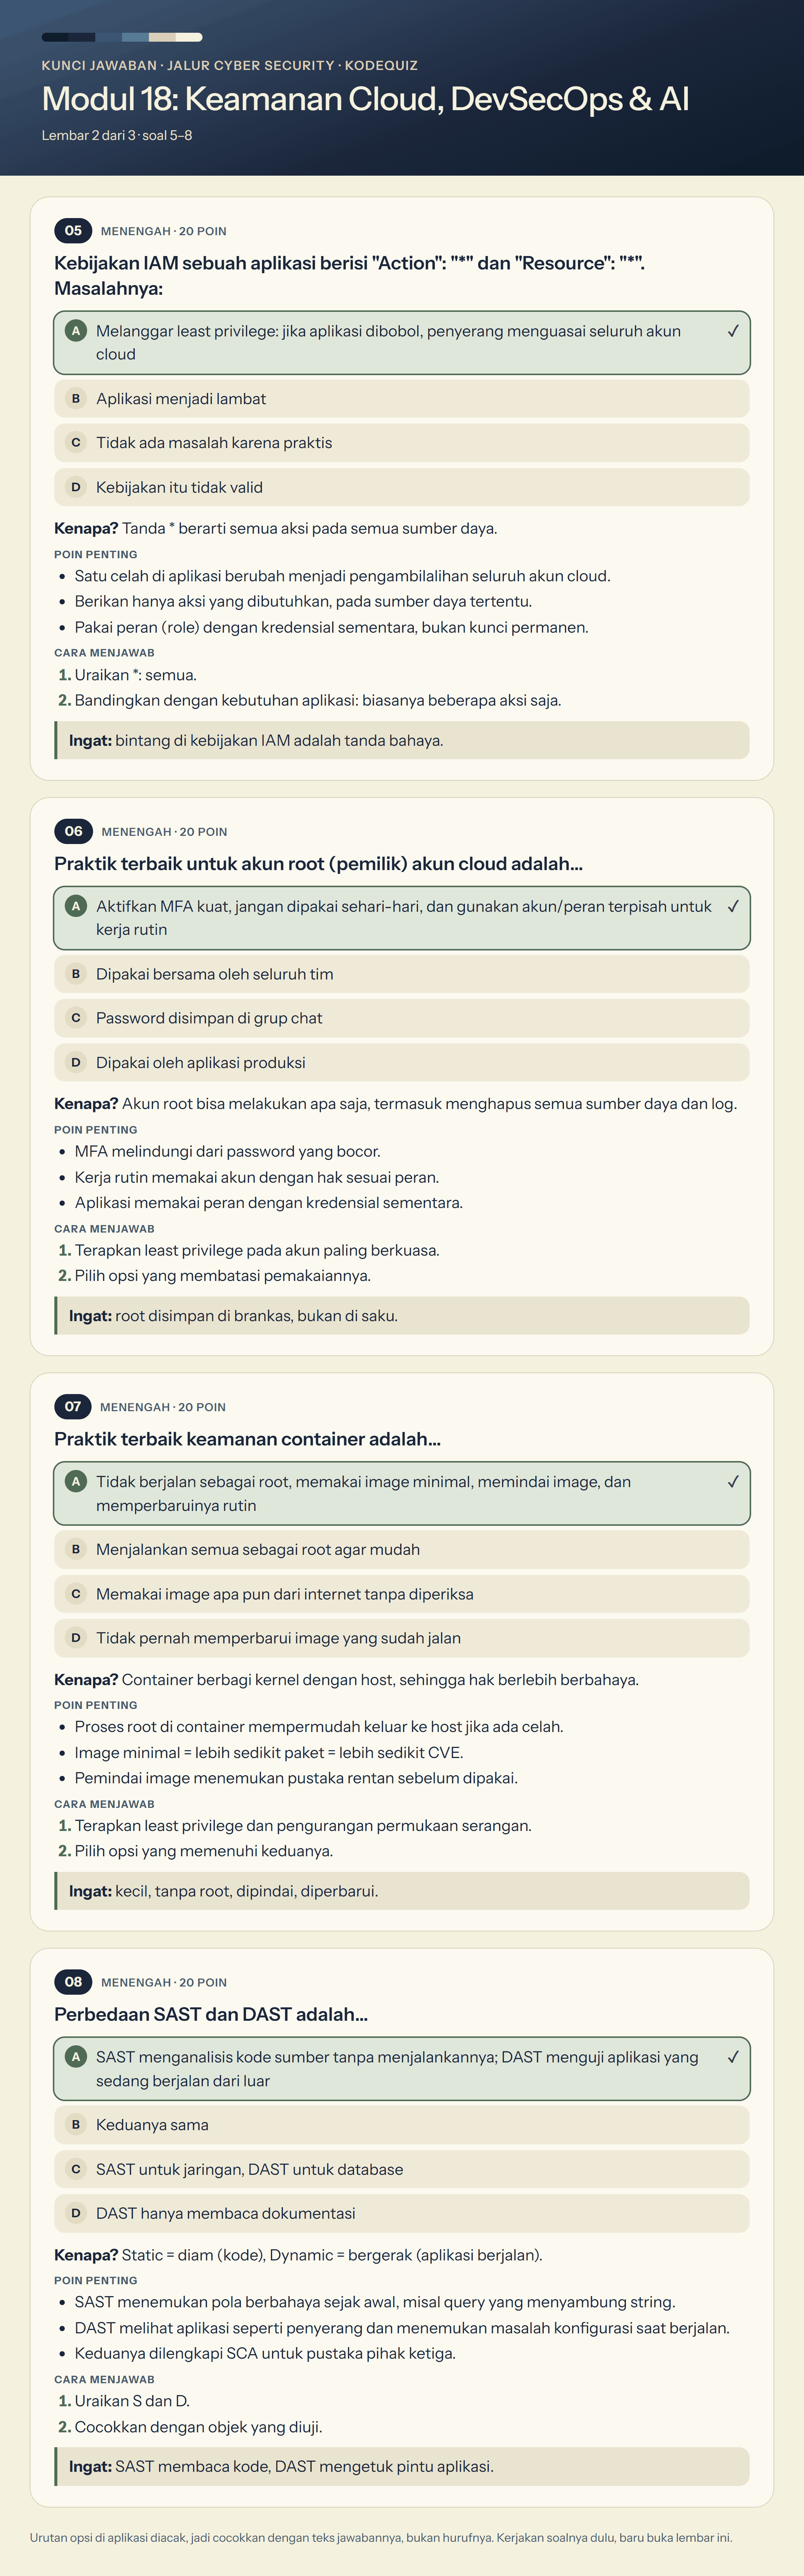 KUNCI JAWABAN · JALUR CYBER SECURITY · KODEQUIZ
Modul 18: Keamanan Cloud, DevSecOps & AI
Lembar 2 dari 3 · soal 5–8
05 MENENGAH · 20 POIN
Kebijakan IAM sebuah aplikasi berisi "Action": "*" dan "Resource": "*".
Masalahnya:
A Melanggar least privilege: jika aplikasi dibobol, penyerang menguasai seluruh akun ✓
cloud
B Aplikasi menjadi lambat
C Tidak ada masalah karena praktis
D Kebijakan itu tidak valid
Kenapa? Tanda * berarti semua aksi pada semua sumber daya.
POIN PENTING
• Satu celah di aplikasi berubah menjadi pengambilalihan seluruh akun cloud.
• Berikan hanya aksi yang dibutuhkan, pada sumber daya tertentu.
• Pakai peran (role) dengan kredensial sementara, bukan kunci permanen.
CARA MENJAWAB
1. Uraikan *: semua.
2. Bandingkan dengan kebutuhan aplikasi: biasanya beberapa aksi saja.
Ingat: bintang di kebijakan IAM adalah tanda bahaya.
06 MENENGAH · 20 POIN
Praktik terbaik untuk akun root (pemilik) akun cloud adalah...
A Aktifkan MFA kuat, jangan dipakai sehari-hari, dan gunakan akun/peran terpisah untuk ✓
kerja rutin
B Dipakai bersama oleh seluruh tim
C Password disimpan di grup chat
D Dipakai oleh aplikasi produksi
Kenapa? Akun root bisa melakukan apa saja, termasuk menghapus semua sumber daya dan log.
POIN PENTING
• MFA melindungi dari password yang bocor.
• Kerja rutin memakai akun dengan hak sesuai peran.
• Aplikasi memakai peran dengan kredensial sementara.
CARA MENJAWAB
1. Terapkan least privilege pada akun paling berkuasa.
2. Pilih opsi yang membatasi pemakaiannya.
Ingat: root disimpan di brankas, bukan di saku.
07 MENENGAH · 20 POIN
Praktik terbaik keamanan container adalah...
A Tidak berjalan sebagai root, memakai image minimal, memindai image, dan ✓
memperbaruinya rutin
B Menjalankan semua sebagai root agar mudah
C Memakai image apa pun dari internet tanpa diperiksa
D Tidak pernah memperbarui image yang sudah jalan
Kenapa? Container berbagi kernel dengan host, sehingga hak berlebih berbahaya.
POIN PENTING
• Proses root di container mempermudah keluar ke host jika ada celah.
• Image minimal = lebih sedikit paket = lebih sedikit CVE.
• Pemindai image menemukan pustaka rentan sebelum dipakai.
CARA MENJAWAB
1. Terapkan least privilege dan pengurangan permukaan serangan.
2. Pilih opsi yang memenuhi keduanya.
Ingat: kecil, tanpa root, dipindai, diperbarui.
08 MENENGAH · 20 POIN
Perbedaan SAST dan DAST adalah...
A SAST menganalisis kode sumber tanpa menjalankannya; DAST menguji aplikasi yang ✓
sedang berjalan dari luar
B Keduanya sama
C SAST untuk jaringan, DAST untuk database
D DAST hanya membaca dokumentasi
Kenapa? Static = diam (kode), Dynamic = bergerak (aplikasi berjalan).
POIN PENTING
• SAST menemukan pola berbahaya sejak awal, misal query yang menyambung string.
• DAST melihat aplikasi seperti penyerang dan menemukan masalah konfigurasi saat berjalan.
• Keduanya dilengkapi SCA untuk pustaka pihak ketiga.
CARA MENJAWAB
1. Uraikan S dan D.
2. Cocokkan dengan objek yang diuji.
Ingat: SAST membaca kode, DAST mengetuk pintu aplikasi.
Urutan opsi di aplikasi diacak, jadi cocokkan dengan teks jawabannya, bukan hurufnya. Kerjakan soalnya dulu, baru buka lembar ini.